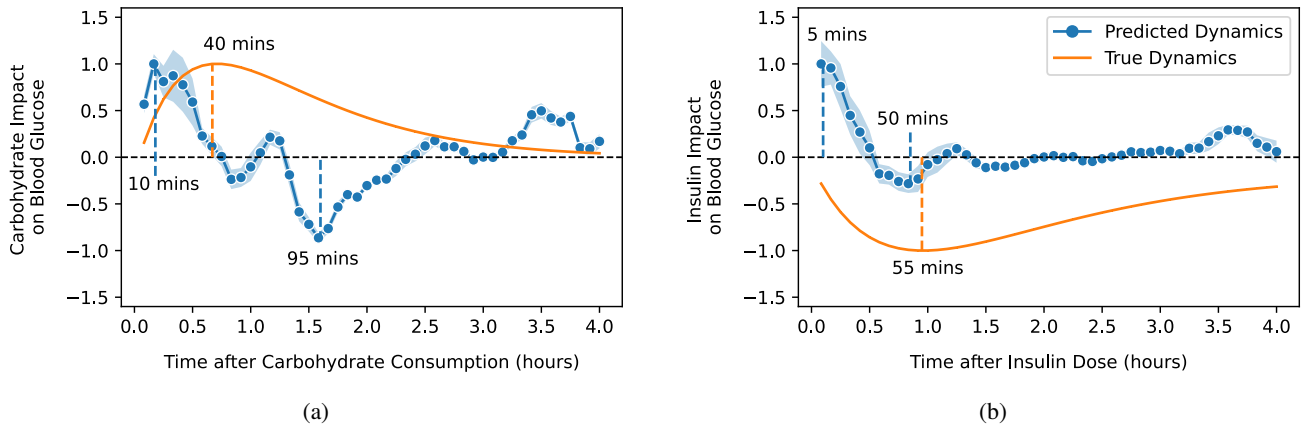 Carbohydrate Impact
on Blood Glucose
1.5
1.0
0.5
0.0
−0.5
−1.0
−1.5
40 mins
10 mins
95 mins
0.0 0.5 1.0 1.5 2.0 2.5 3.0 3.5 4.0
Time after Carbohydrate Consumption (hours)
(a)
Insulin Impact
on Blood Glucose
1.5
1.0
0.5
0.0
−0.5
−1.0
−1.5
5 mins
50 mins
55 mins
Predicted Dynamics
True Dynamics
0.0 0.5 1.0 1.5 2.0 2.5 3.0 3.5 4.0
Time after Insulin Dose (hours)
(b)